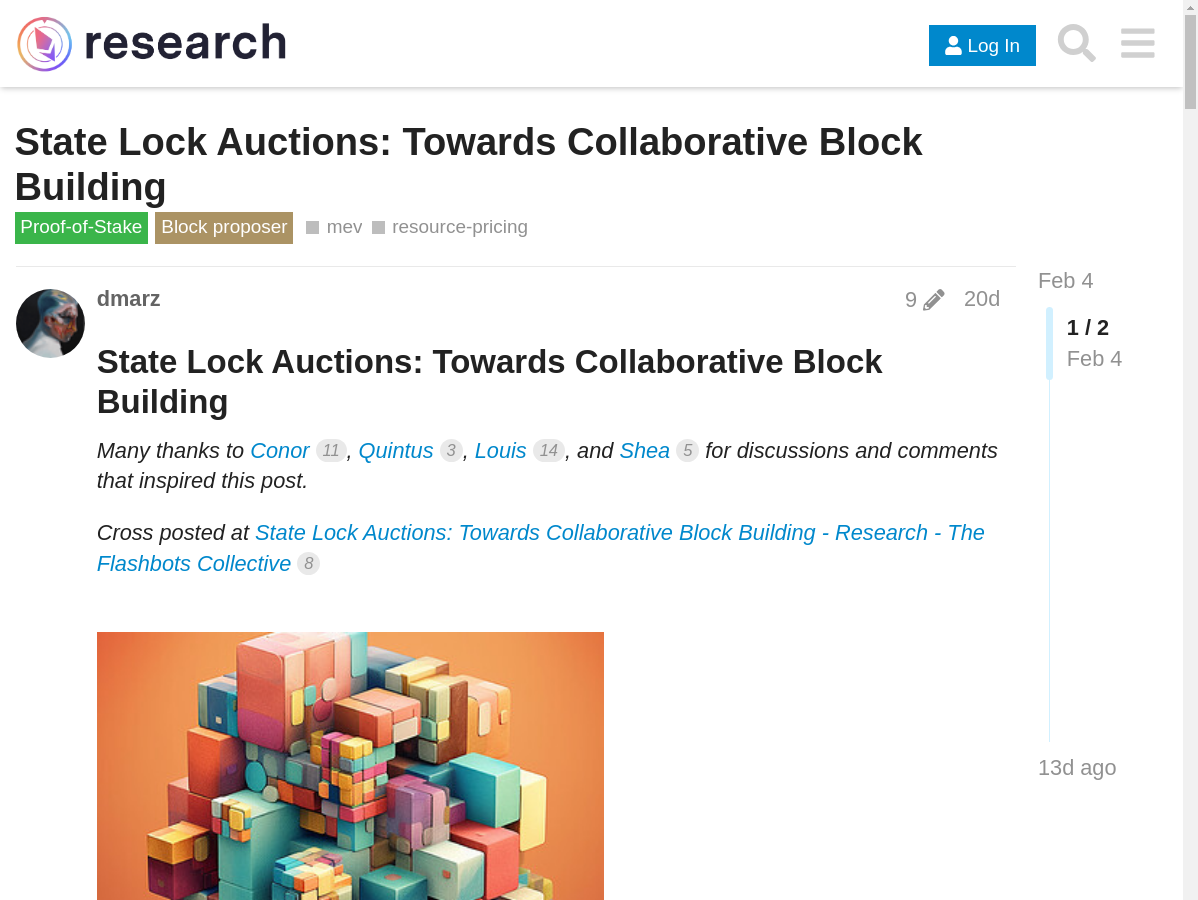 research
Log In
State Lock Auctions: Towards Collaborative Block
Building
Proof-of-Stake Block proposer mev resource-pricing
Feb 4
dmarz 9 20d
1 / 2
Feb 4
State Lock Auctions: Towards Collaborative Block
Building
Many thanks to Conor 11, Quintus 3, Louis 14, and Shea 5 for discussions and comments
that inspired this post.
Cross posted at State Lock Auctions: Towards Collaborative Block Building - Research - The
Flashbots Collective 8
13d ago